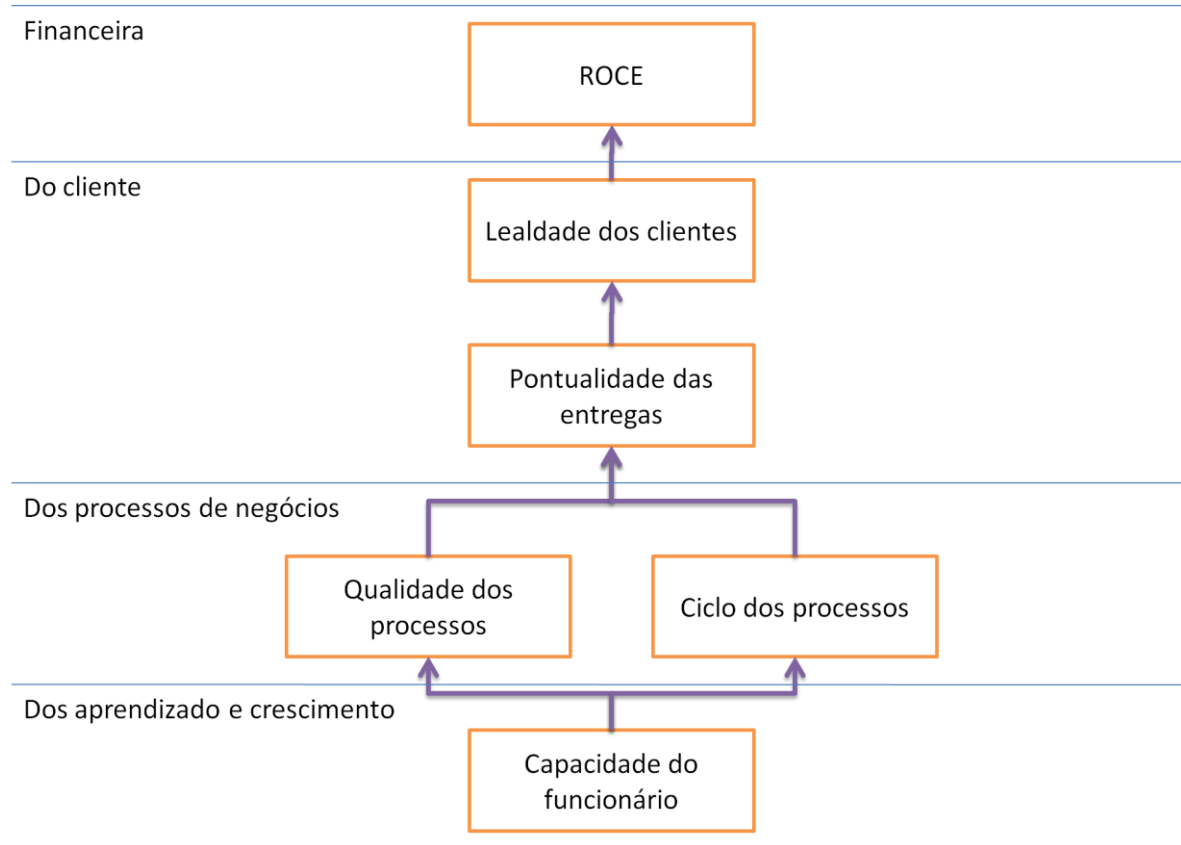 Financeira
ROCE
Do cliente
Lealdade dos clientes
Pontualidade das
entregas
Dos processos de negócios
Qualidade dos
processos
Ciclo dos processos
Dos aprendizado e crescimento
Capacidade do
funcionário